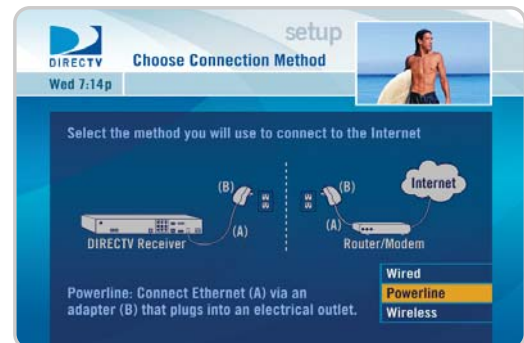 setup
DIRECTV
Choose Connection Method
Wed 7:14p
Select the method you will use to connect to the Internet
(B)
(B)
Internet
(A)
(A)
DIRECTV Receiver
Router/Modem
Wired
Powerline: Connect Ethernet (A) via an
Powerline
adapter (B) that plugs into an electrical outlet.
Wireless